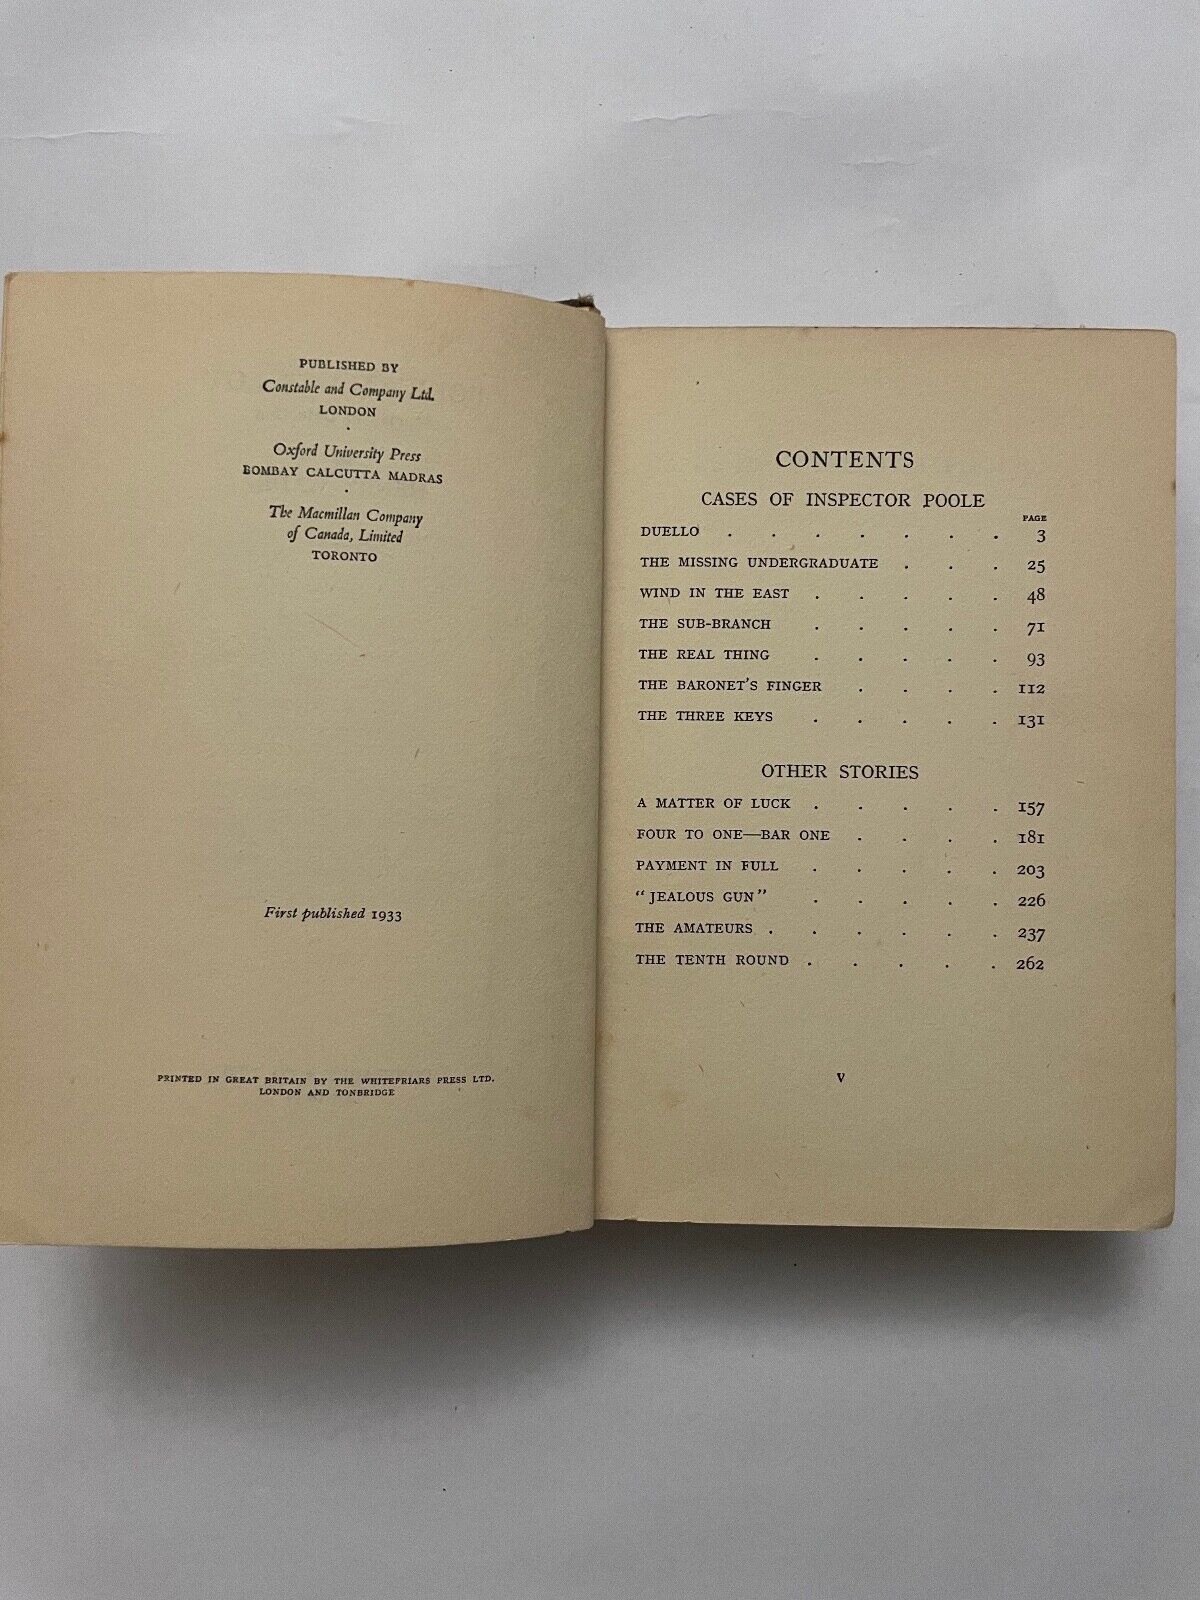 PUBLISHED BY
Constable and Company Ltd.
LONDON
·
Oxford University Press
BOMBAY CALCUTTA MADRAS
·
The Macmillan Company
of Canada, Limited
TORONTO
First published 1933
PRINTED IN GREAT BRITAIN BY THE WHITEFRIARS PRESS LTD.
LONDON AND TONBRIDGE
CONTENTS
CASES OF INSPECTOR POOLE
PAGE
DUELLO . . . . . . . 3
THE MISSING UNDERGRADUATE . . . 25
WIND IN THE EAST . . . . . 48
THE SUB-BRANCH . . . . . 71
THE REAL THING . . . . . 93
THE BARONET'S FINGER . . . . 112
THE THREE KEYS . . . . . 131
OTHER STORIES
A MATTER OF LUCK . . . . . 157
FOUR TO ONE—BAR ONE . . . . 181
PAYMENT IN FULL . . . . . 203
"JEALOUS GUN" . . . . . 226
THE AMATEURS . . . . . . 237
THE TENTH ROUND . . . . . 262
v